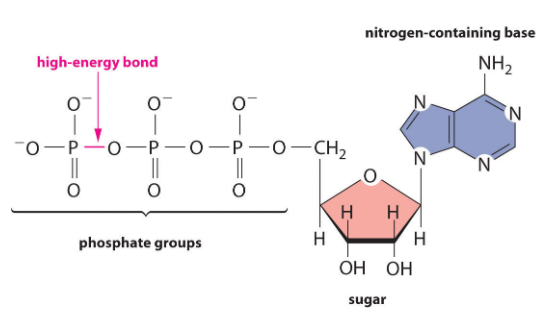 nitrogen-containing base
high-energy bond
NH₂
O⁻ O⁻ O⁻ N N
⁻O P O P O P O CH₂ N N
O O O O
H H
H H
phosphate groups
OH OH
sugar